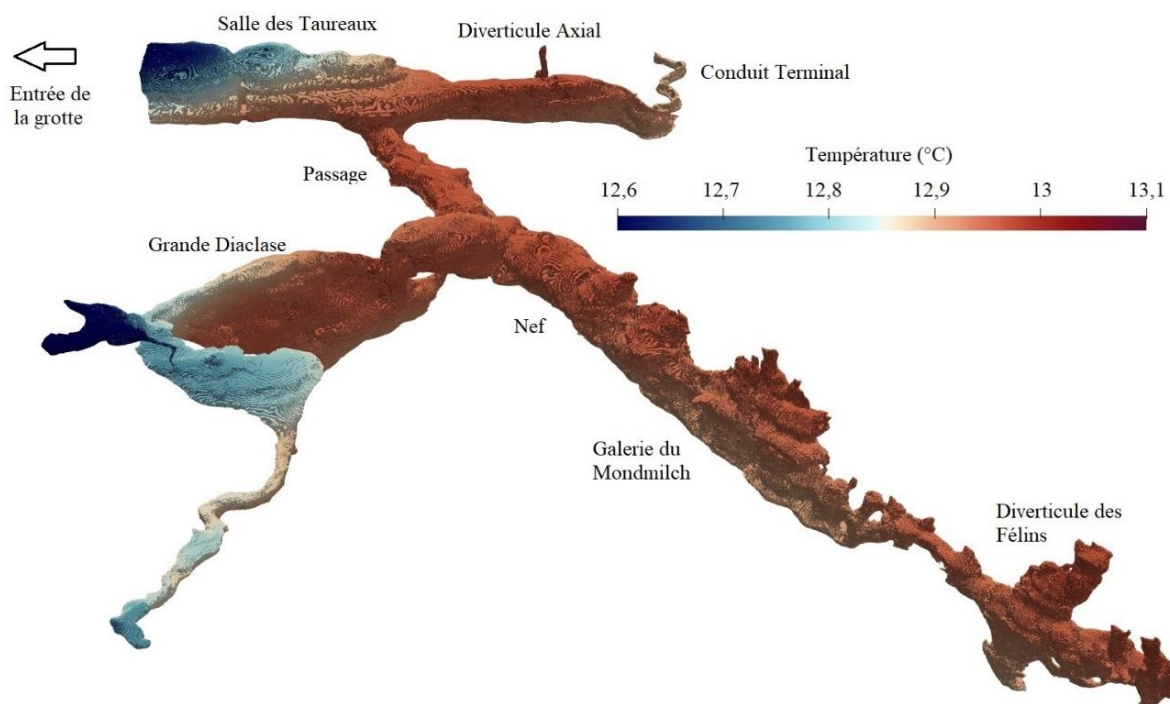 Salle des Taureaux
Diverticule Axial
Conduit Terminal
Entrée de
la grotte
Température (°C)
Passage
12,6 12,7 12,8 12,9 13 13,1
Grande Diaclase
Nef
Galerie du
Mondmilch
Diverticule des
Félins